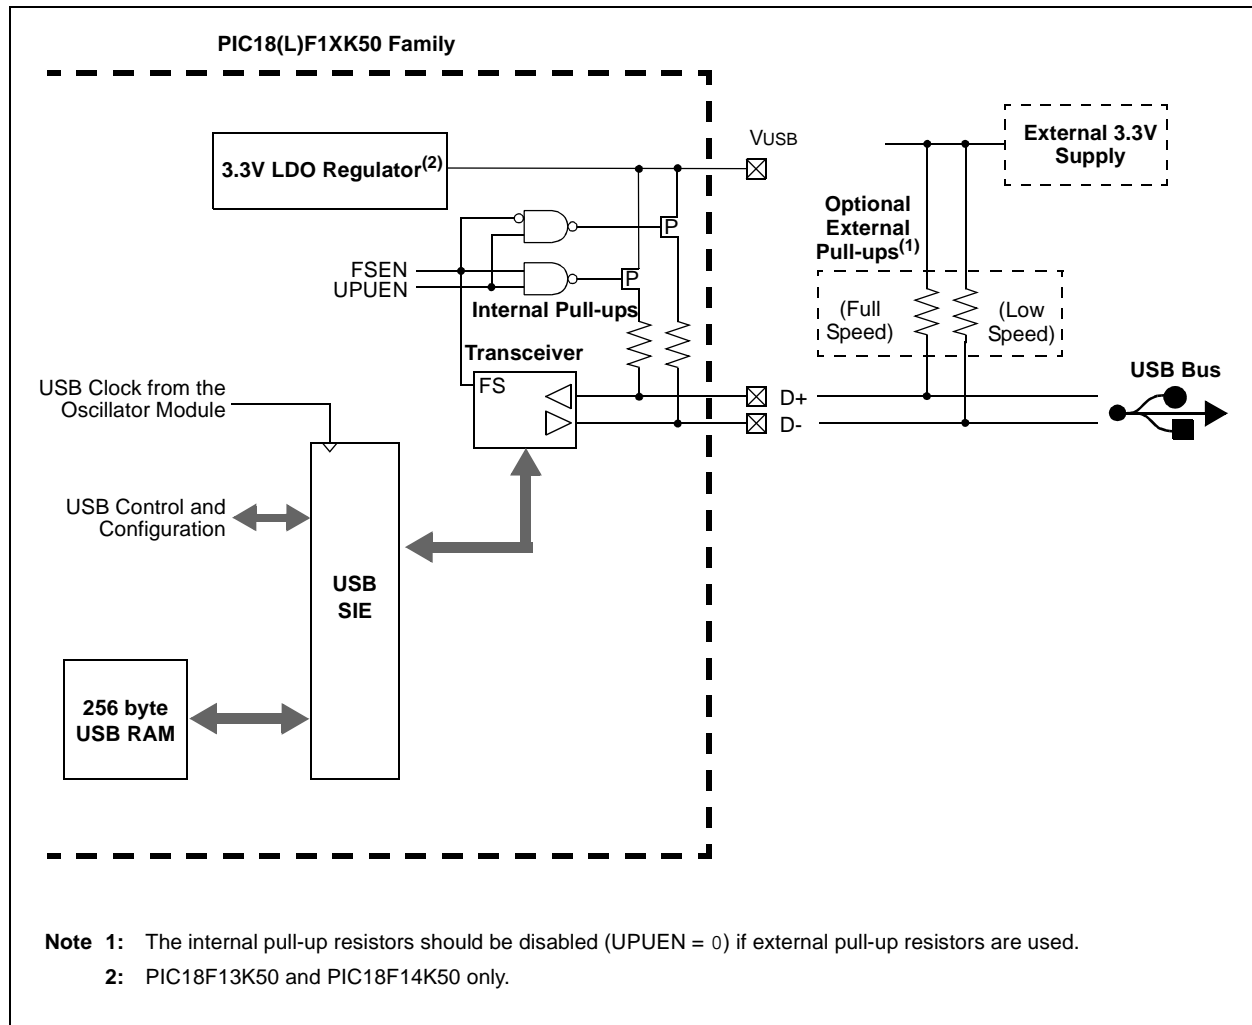 PIC18(L)F1XK50 Family
3.3V LDO Regulator(2)
VUSB
External 3.3V
Supply
P
Optional
External
Pull-ups(1)
FSEN
UPUEN
P
Internal Pull-ups
(Full
Speed)
(Low
Speed)
Transceiver
FS
USB Clock from the
Oscillator Module
D+
D-
USB Bus
USB Control and
Configuration
USB
SIE
256 byte
USB RAM
Note 1: The internal pull-up resistors should be disabled (UPUEN = 0) if external pull-up resistors are used.
2: PIC18F13K50 and PIC18F14K50 only.